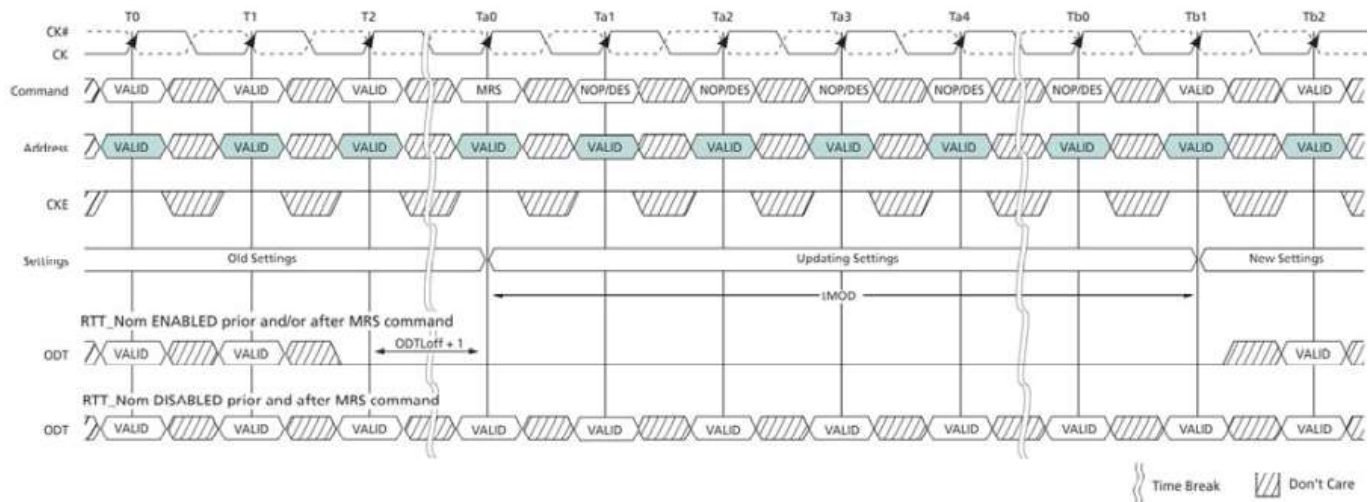 T0 T1 T2 Ta0 Ta1 Ta2 Ta3 Ta4 Tb0 Tb1 Tb2
CK#
CK
Command VALID VALID VALID MRS NOP/DES NOP/DES NOP/DES NOP/DES NOP/DES VALID VALID
Address VALID VALID VALID VALID VALID VALID VALID VALID VALID VALID VALID
CKE
Settings Old Settings Updating Settings New Settings
tMOD
RTT_Nom ENABLED prior and/or after MRS command
ODTLoff + 1
ODT VALID VALID VALID
RTT_Nom DISABLED prior and after MRS command
ODT VALID VALID VALID VALID VALID VALID VALID VALID VALID VALID VALID
Time Break Don't Care